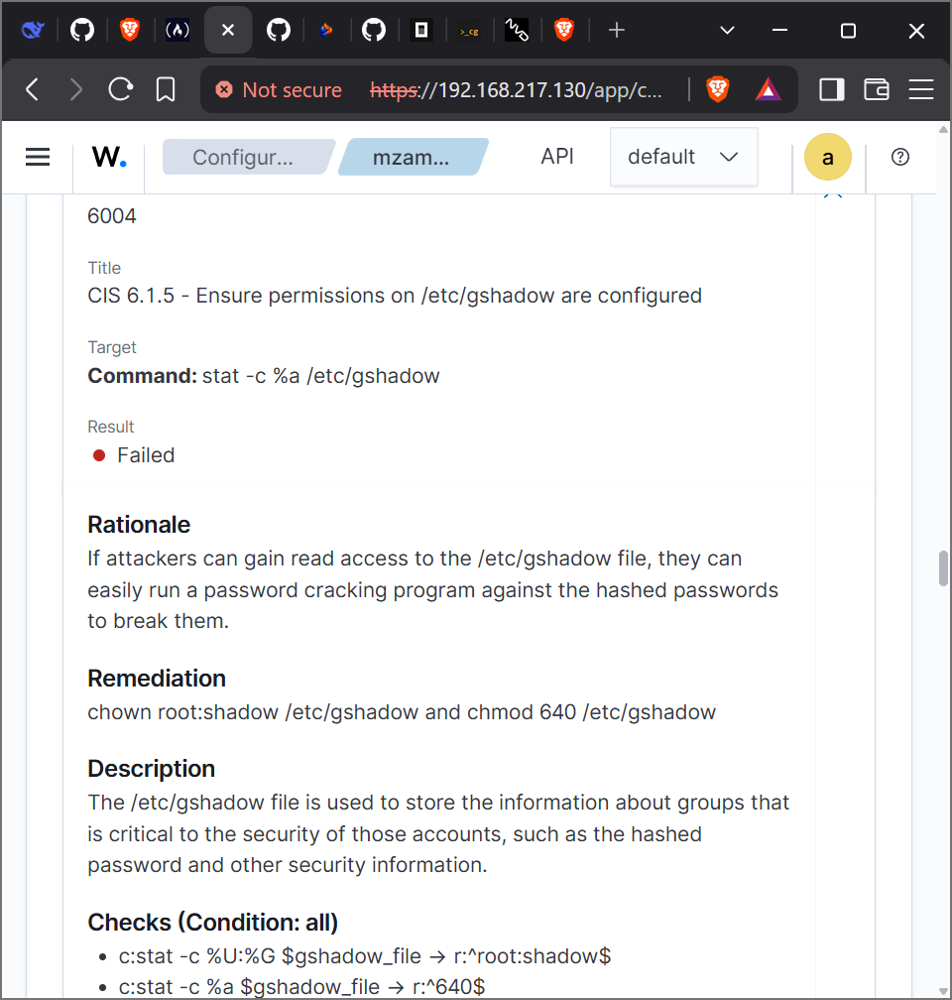 >_cg
Not secure https://192.168.217.130/app/c...
W. Configur... mzam... API default a ?
6004
Title
CIS 6.1.5 - Ensure permissions on /etc/gshadow are configured
Target
Command: stat -c %a /etc/gshadow
Result
Failed
Rationale
If attackers can gain read access to the /etc/gshadow file, they can
easily run a password cracking program against the hashed passwords
to break them.
Remediation
chown root:shadow /etc/gshadow and chmod 640 /etc/gshadow
Description
The /etc/gshadow file is used to store the information about groups that
is critical to the security of those accounts, such as the hashed
password and other security information.
Checks (Condition: all)
• c:stat -c %U:%G $gshadow_file → r:^root:shadow$
• c:stat -c %a $gshadow_file → r:^640$